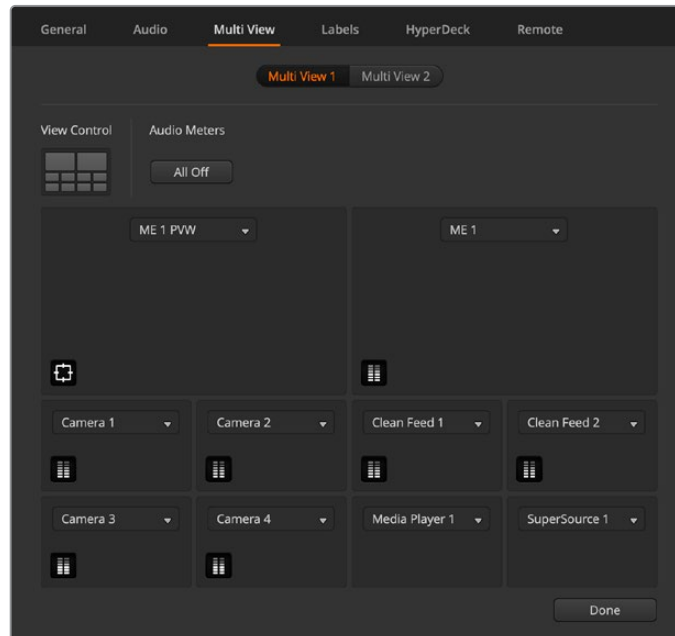 General Audio Multi View Labels HyperDeck Remote
Multi View 1 Multi View 2
View Control Audio Meters
All Off
ME 1 PVW ME 1
Camera 1 Camera 2 Clean Feed 1 Clean Feed 2
Camera 3 Camera 4 Media Player 1 SuperSource 1
Done